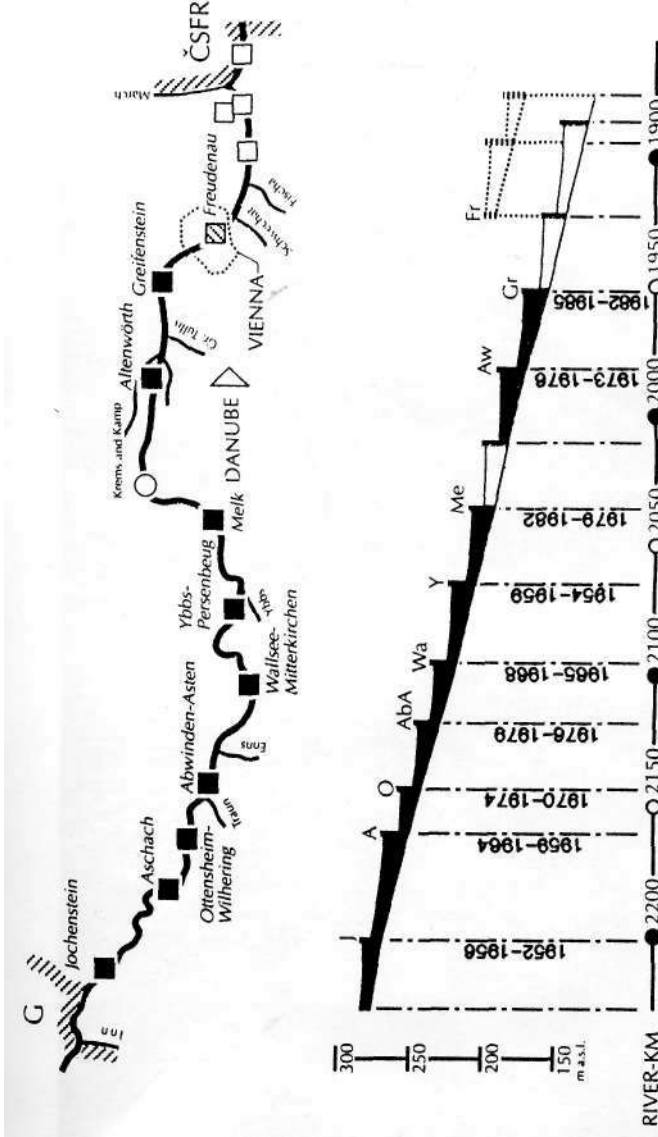 G
Inn
Jochenstein
Aschach
Ottensheim-
Wilhering
Traun
Abwinden-Asten
Enns
Wallsee-
Mitterkirchen
Ybbs-
Persenbeug
Ybbs
Melk
DANUBE
Krems and Kamp
Altenwörth
Gr. Tulln
Greifenstein
VIENNA
Freudenau
Schwechat
Fischa
March
ČSFR
300
250
200
150
m a.s.l.
J
A
O
AbA
Wa
Y
Me
Aw
Gr
Fr
1952-1956
1959-1964
1970-1974
1976-1979
1965-1968
1954-1959
1979-1982
1973-1976
1982-1985
RIVER-KM
2200
2150
2100
2050
2000
1950
1900